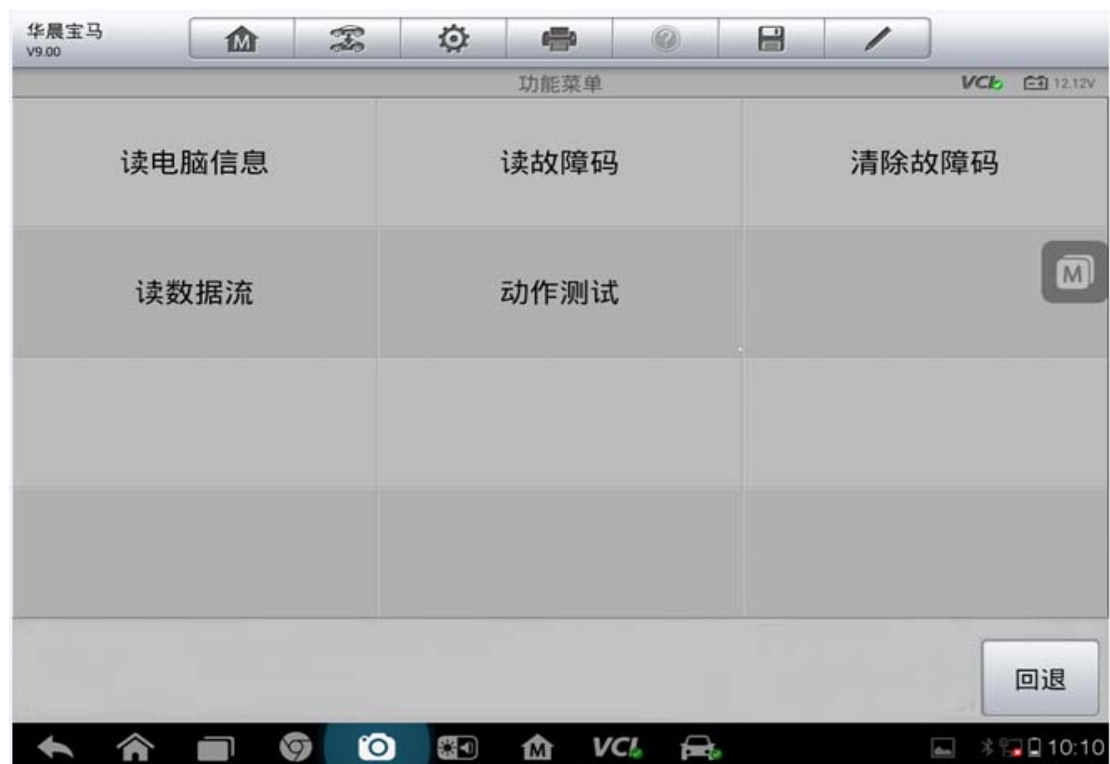 华晨宝马
V9.00
M
功能菜单
VCI 12.12V
读电脑信息 读故障码 清除故障码
M
读数据流 动作测试
回退
M VCI 10:10